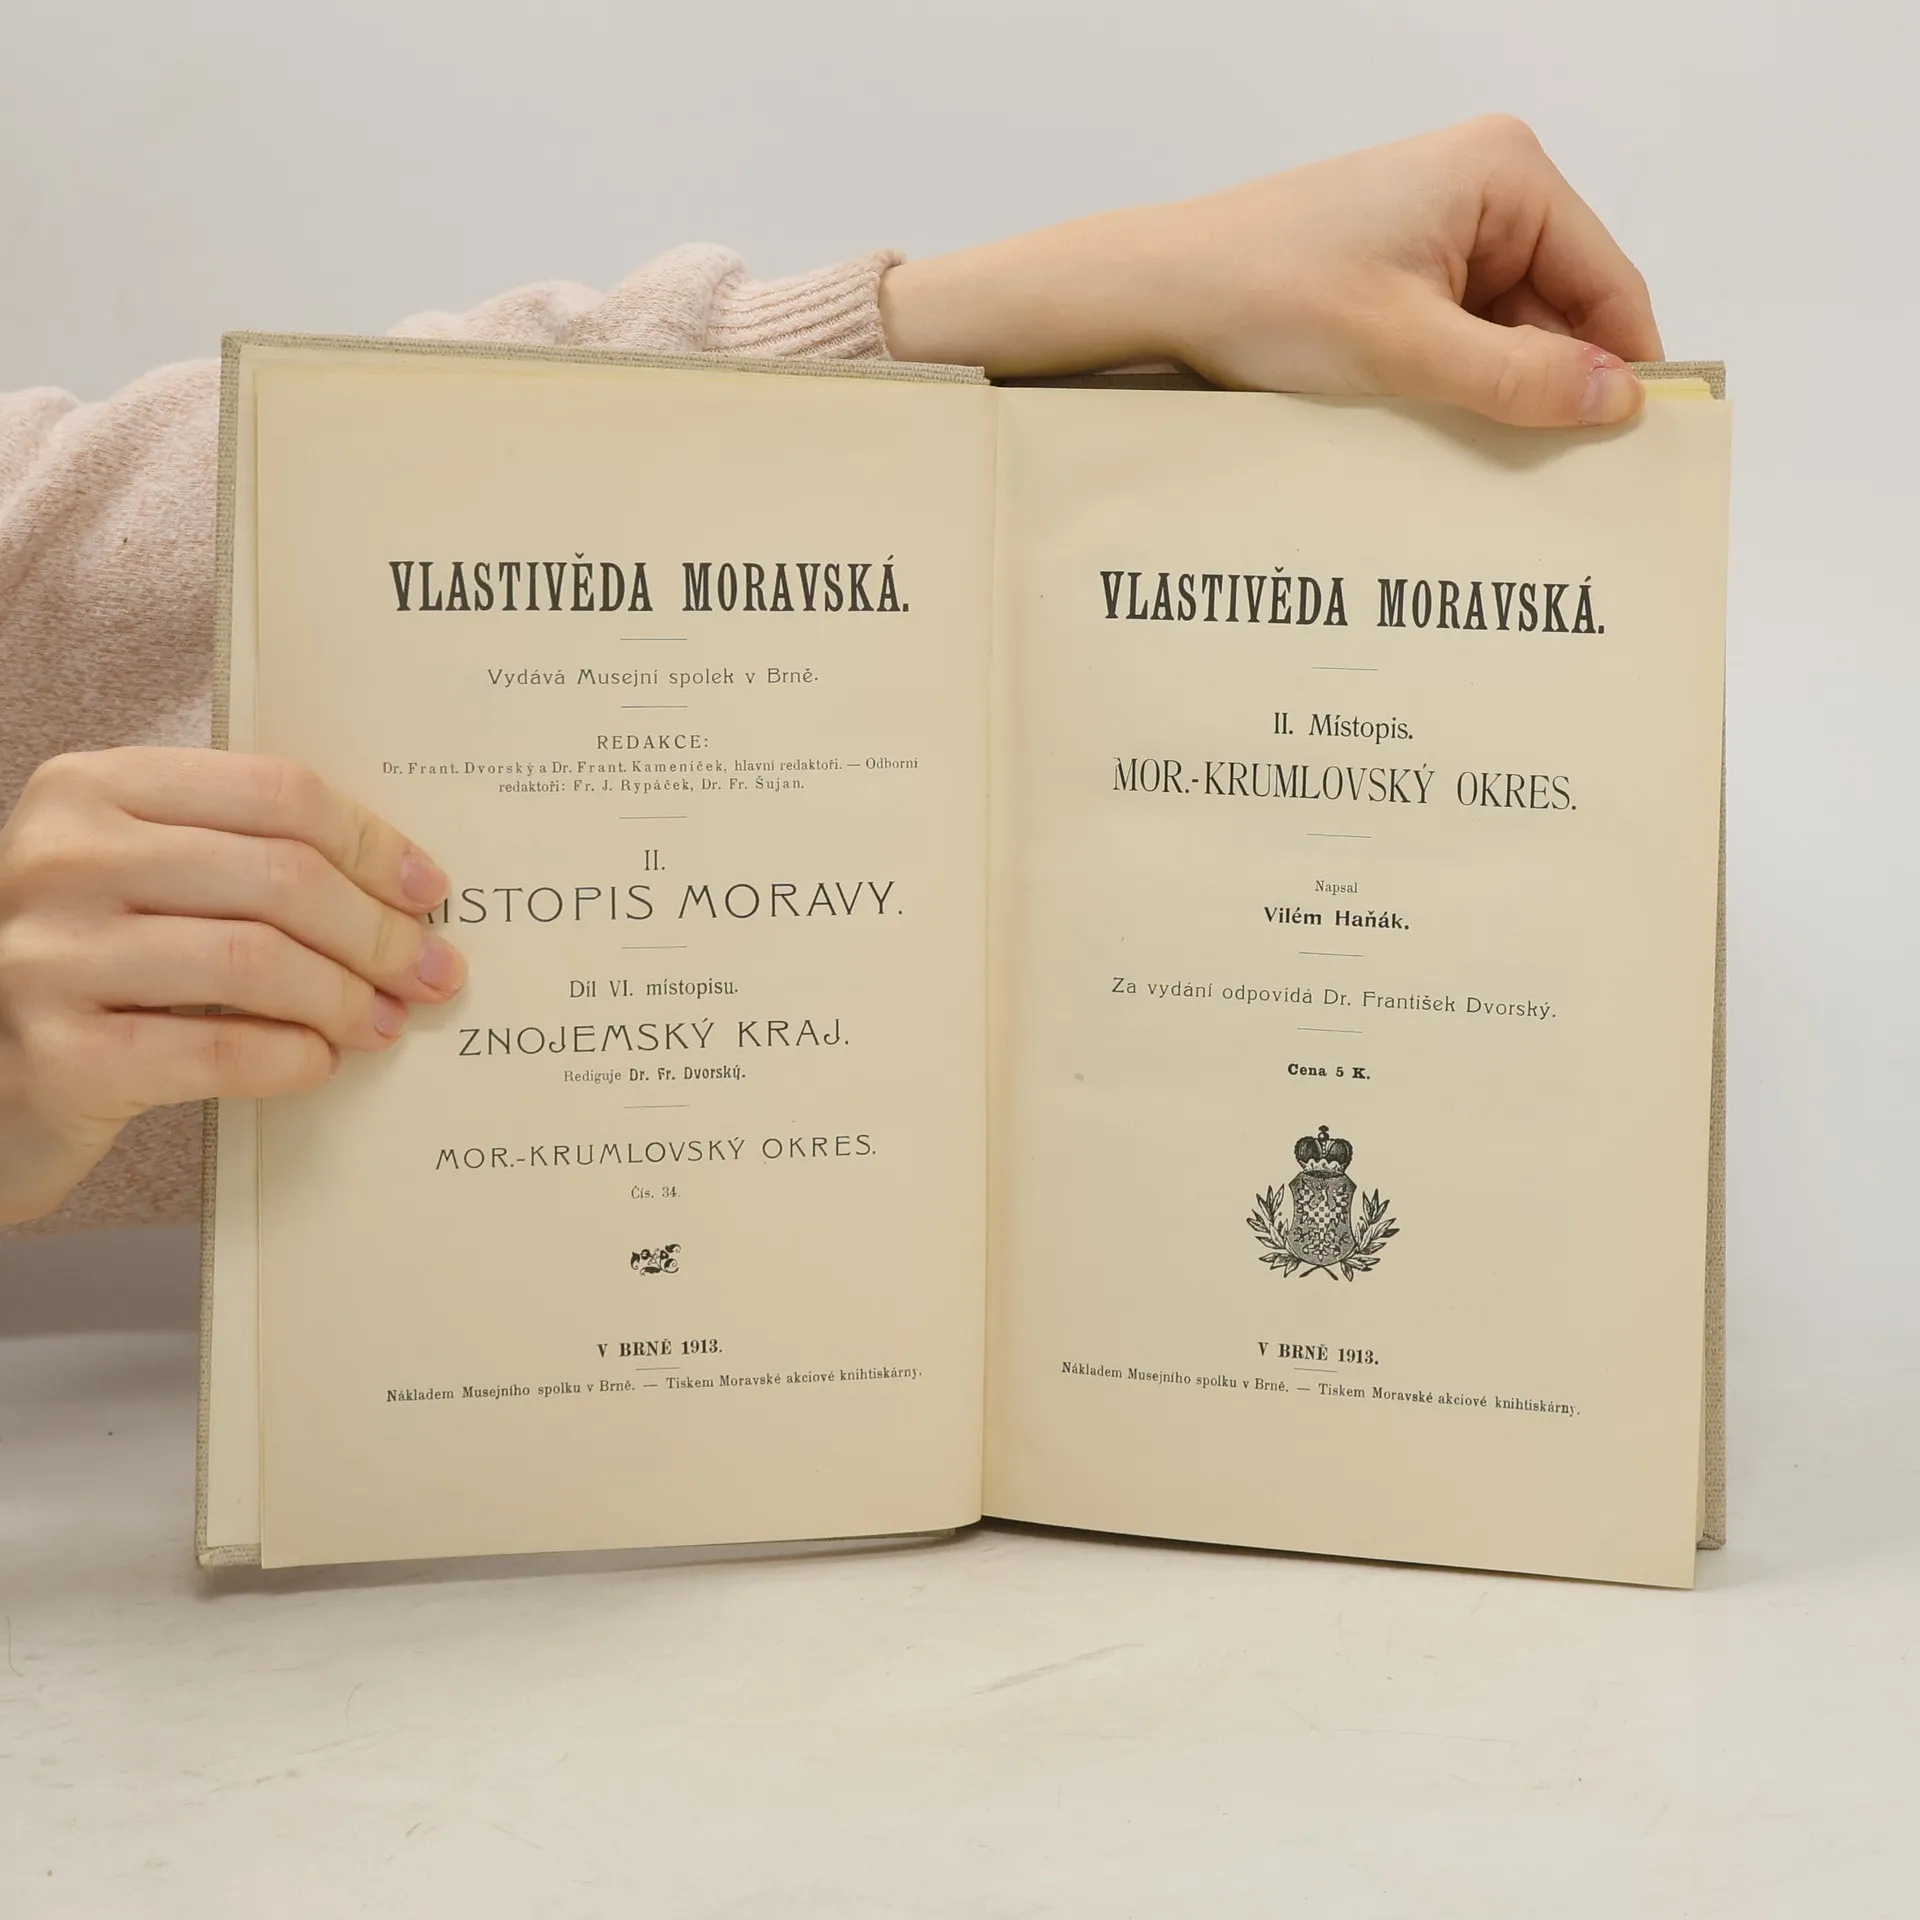 VLASTIVĚDA MORAVSKÁ.
Vydává Musejní spolek v Brně.
REDAKCE:
Dr. Frant. Dvorský a Dr. Frant. Kameníček, hlavní redaktoři. — Odborní
redaktoři: Fr. J. Rypáček, Dr. Fr. Šujan.
II.
MÍSTOPIS MORAVY.
Díl VI. místopisu.
ZNOJEMSKÝ KRAJ.
Rediguje Dr. Fr. Dvorský.
MOR.-KRUMLOVSKÝ OKRES.
Čís. 34.
V BRNĚ 1913.
Nákladem Musejního spolku v Brně. — Tiskem Moravské akciové knihtiskárny.
VLASTIVĚDA MORAVSKÁ.
II. Místopis.
MOR.-KRUMLOVSKÝ OKRES.
Napsal
Vilém Haňák.
Za vydání odpovídá Dr. František Dvorský.
Cena 5 K.
V BRNĚ 1913.
Nákladem Musejního spolku v Brně. — Tiskem Moravské akciové knihtiskárny.